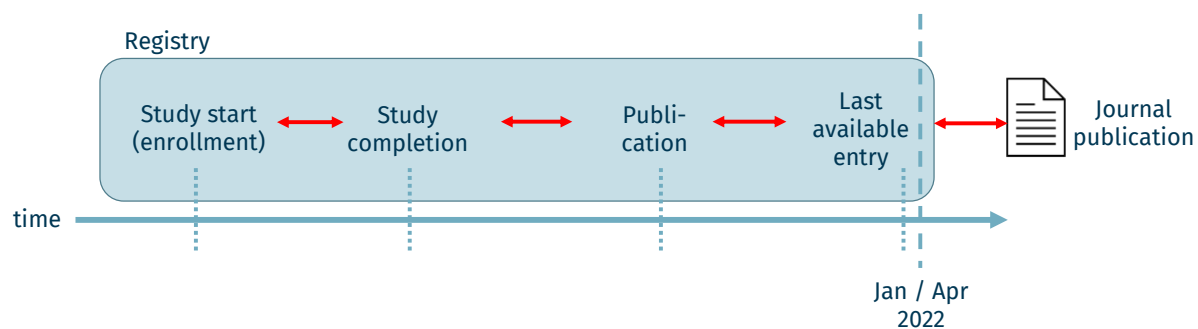 Registry
Study start
(enrollment)
Study
completion
Publi-
cation
Last
available
entry
Journal
publication
time
Jan / Apr
2022